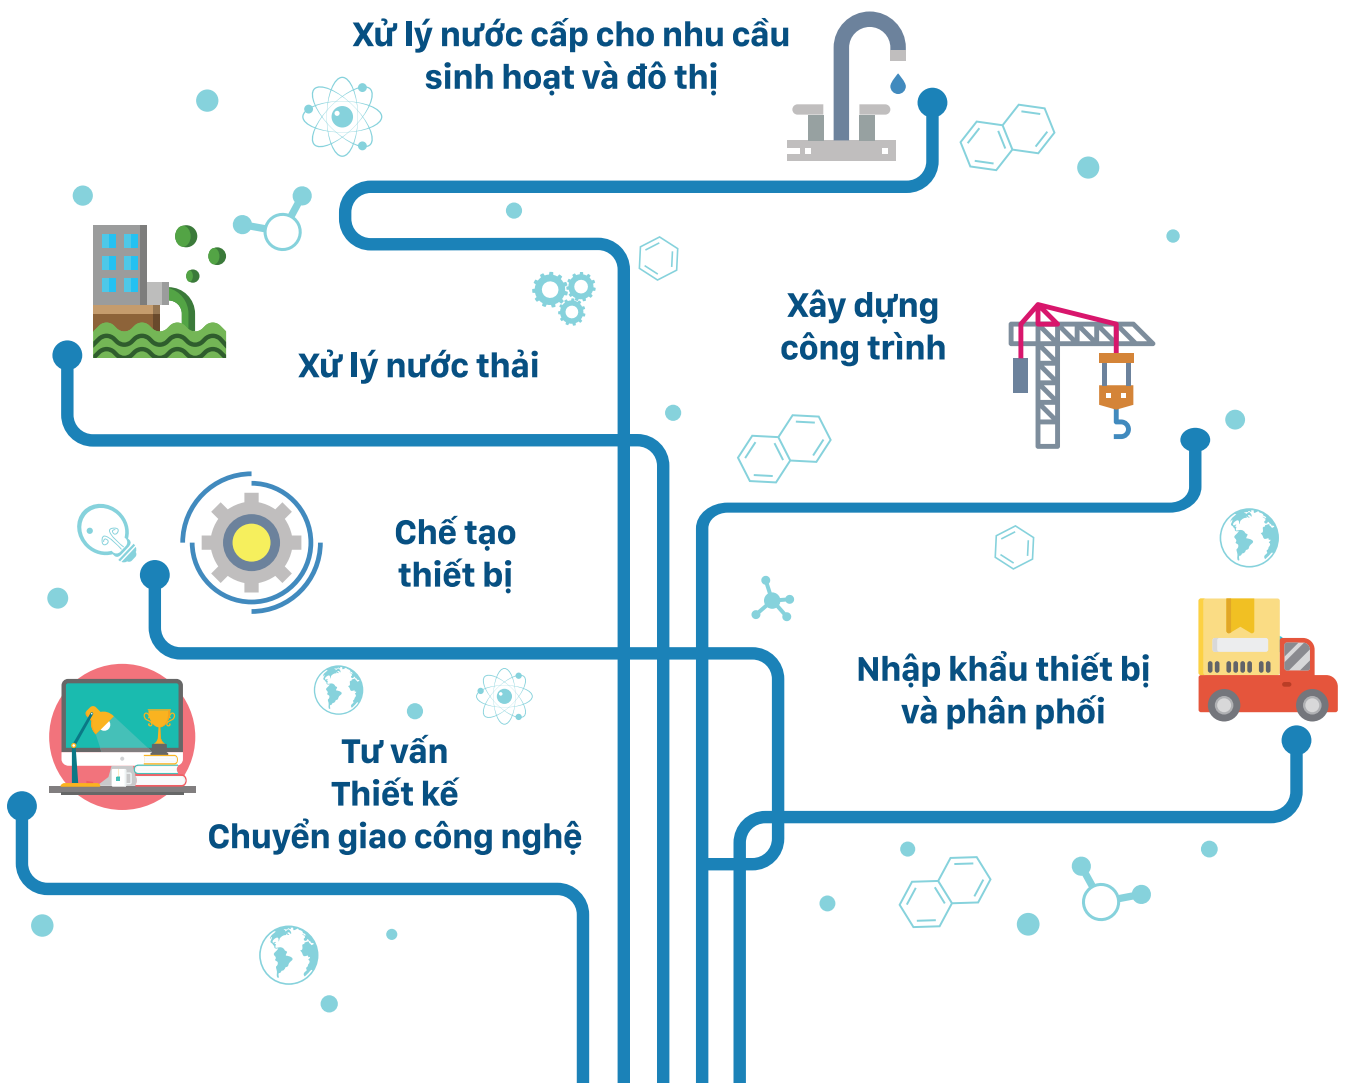 Xử lý nước cấp cho nhu cầu
sinh hoạt và đô thị
Xử lý nước thải
Xây dựng
công trình
Chế tạo
thiết bị
Nhập khẩu thiết bị
và phân phối
Tư vấn
Thiết kế
Chuyển giao công nghệ